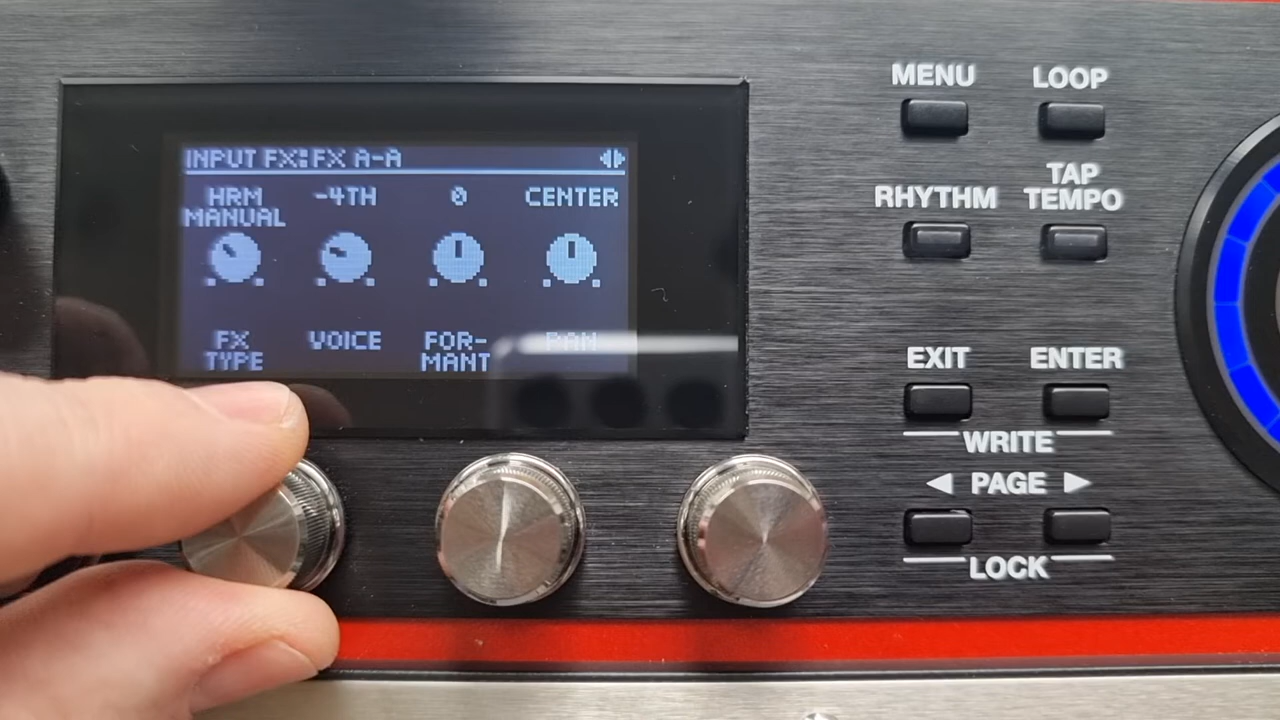 INPUT FX:FX A-A
HRM MANUAL
-4TH
0
CENTER
FX TYPE
VOICE
FOR-
MANT
PAN
MENU
LOOP
RHYTHM
TAP
TEMPO
EXIT
ENTER
WRITE
◀ PAGE ▶
LOCK